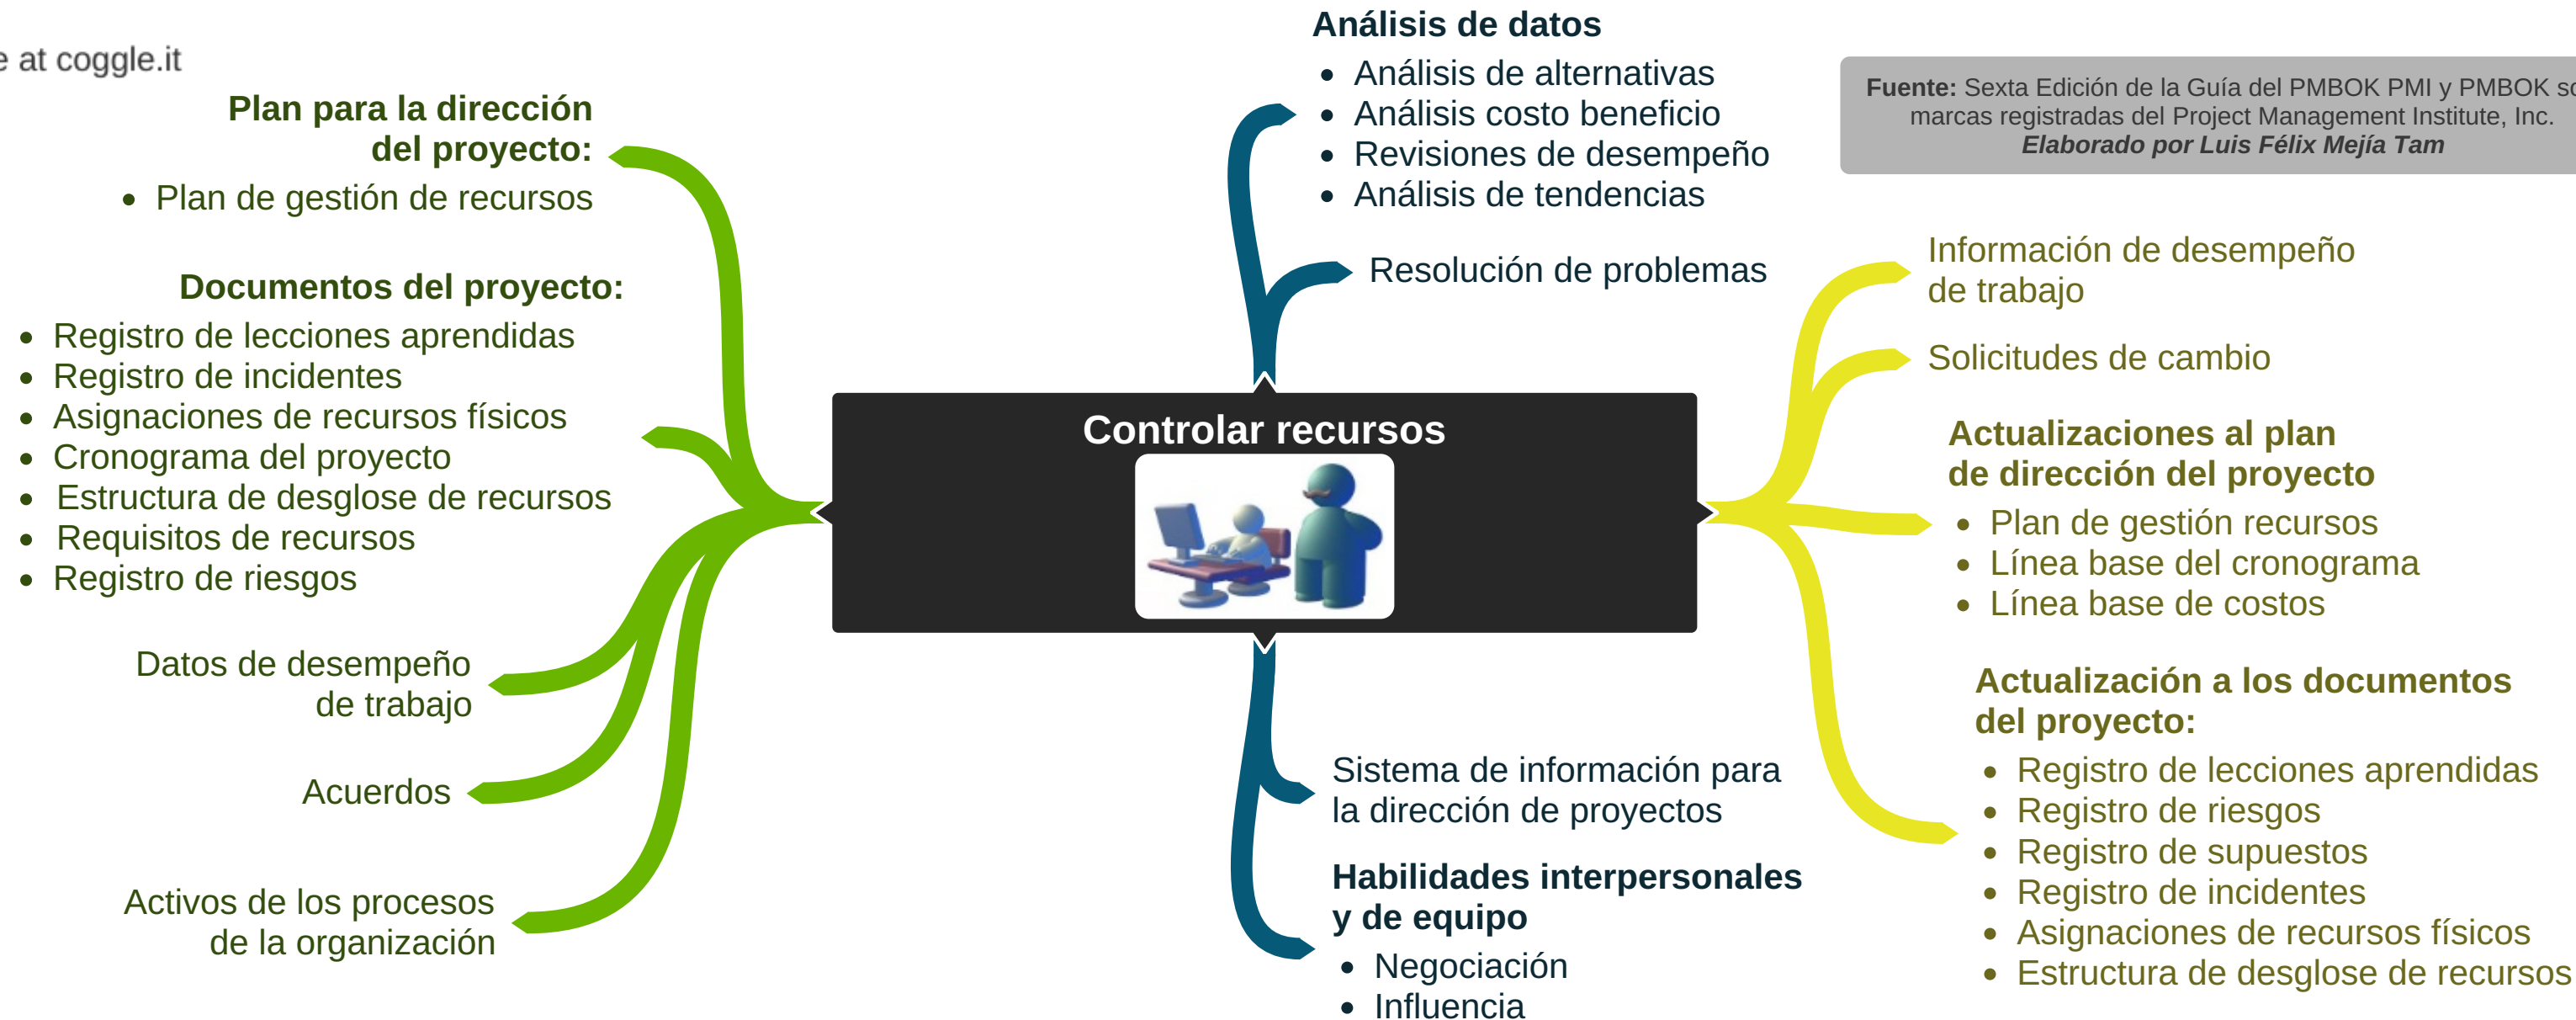 e at coggle.it
Plan para la dirección
del proyecto:
• Plan de gestión de recursos
Documentos del proyecto:
• Registro de lecciones aprendidas
• Registro de incidentes
• Asignaciones de recursos físicos
• Cronograma del proyecto
• Estructura de desglose de recursos
• Requisitos de recursos
• Registro de riesgos
Datos de desempeño
de trabajo
Acuerdos
Activos de los procesos
de la organización
Controlar recursos
Análisis de datos
• Análisis de alternativas
• Análisis costo beneficio
• Revisiones de desempeño
• Análisis de tendencias
Resolución de problemas
Sistema de información para
la dirección de proyectos
Habilidades interpersonales
y de equipo
• Negociación
• Influencia
Fuente: Sexta Edición de la Guía del PMBOK PMI y PMBOK
marcas registradas del Project Management Institute, Inc.
Elaborado por Luis Félix Mejía Tam
Información de desempeño
de trabajo
Solicitudes de cambio
Actualizaciones al plan
de dirección del proyecto
• Plan de gestión recursos
• Línea base del cronograma
• Línea base de costos
Actualización a los documentos
del proyecto:
• Registro de lecciones aprendidas
• Registro de riesgos
• Registro de supuestos
• Registro de incidentes
• Asignaciones de recursos físicos
• Estructura de desglose de recursos